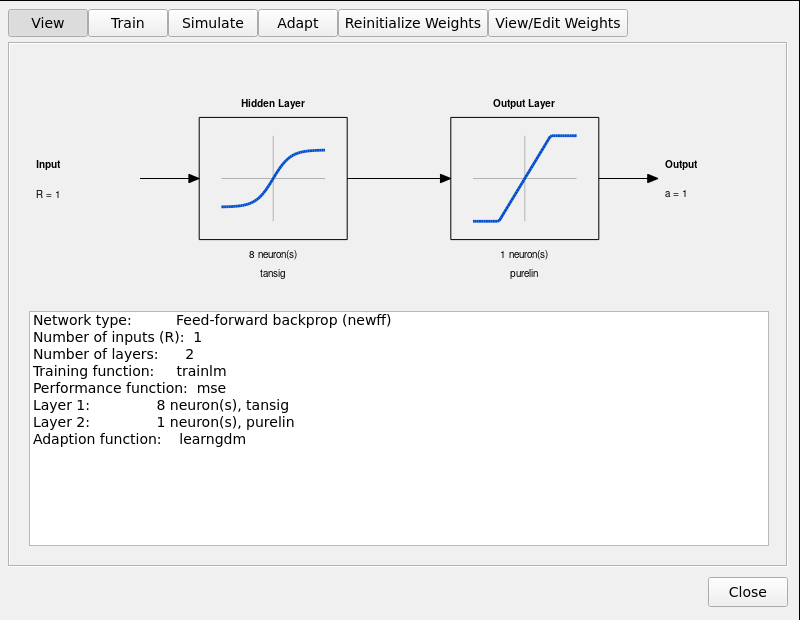 View Train Simulate Adapt Reinitialize Weights View/Edit Weights
Hidden Layer Output Layer
Input Output
R = 1 a = 1
8 neuron(s) 1 neuron(s)
tansig purelin
Network type: Feed-forward backprop (newff)
Number of inputs (R): 1
Number of layers: 2
Training function: trainlm
Performance function: mse
Layer 1: 8 neuron(s), tansig
Layer 2: 1 neuron(s), purelin
Adaption function: learngdm
Close